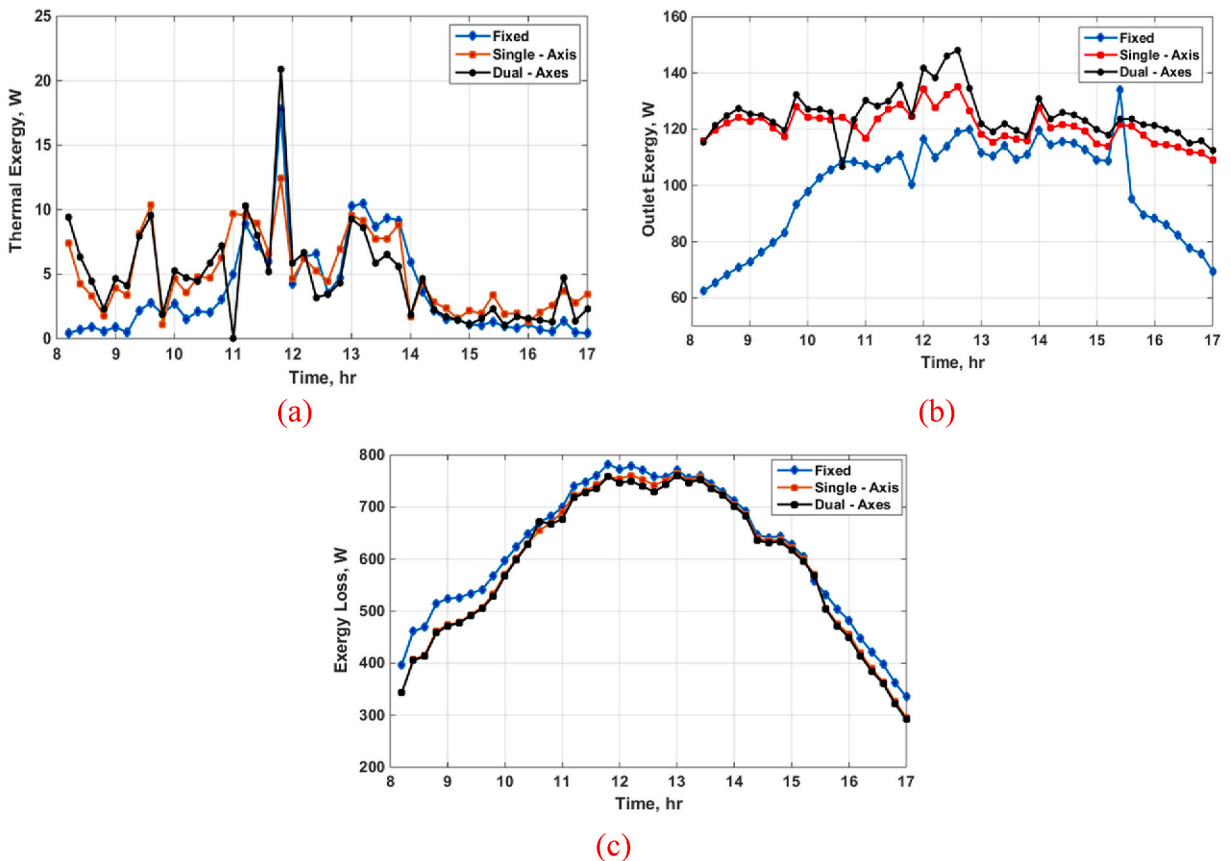 25
20
15
10
5
0
Thermal Exergy, W
Fixed
Single - Axis
Dual - Axes
8 9 10 11 12 13 14 15 16 17
Time, hr
(a)
160
140
120
100
80
60
Outlet Exergy, W
Fixed
Single - Axis
Dual - Axes
8 9 10 11 12 13 14 15 16 17
Time, hr
(b)
800
700
600
500
400
300
200
Exergy Loss, W
Fixed
Single - Axis
Dual - Axes
8 9 10 11 12 13 14 15 16 17
Time, hr
(c)